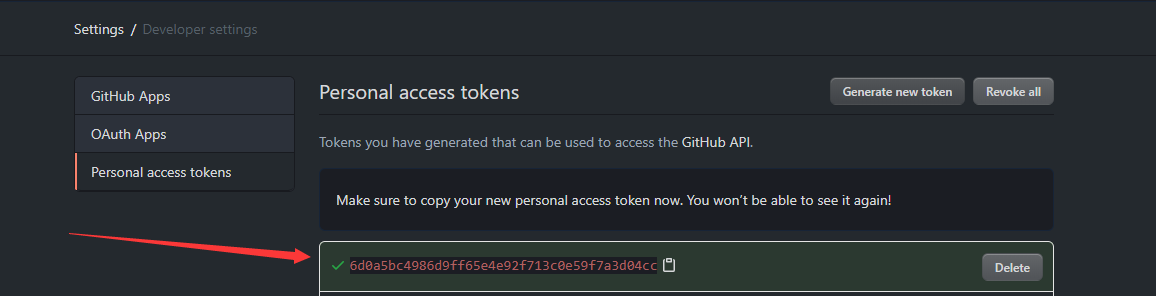 Settings / Developer settings
GitHub Apps
OAuth Apps
Personal access tokens
Personal access tokens
Generate new token
Revoke all
Tokens you have generated that can be used to access the GitHub API.
Make sure to copy your new personal access token now. You won’t be able to see it again!
6d0a5bc4986d9ff65e4e92f713c0e59f7a3d04cc
Delete